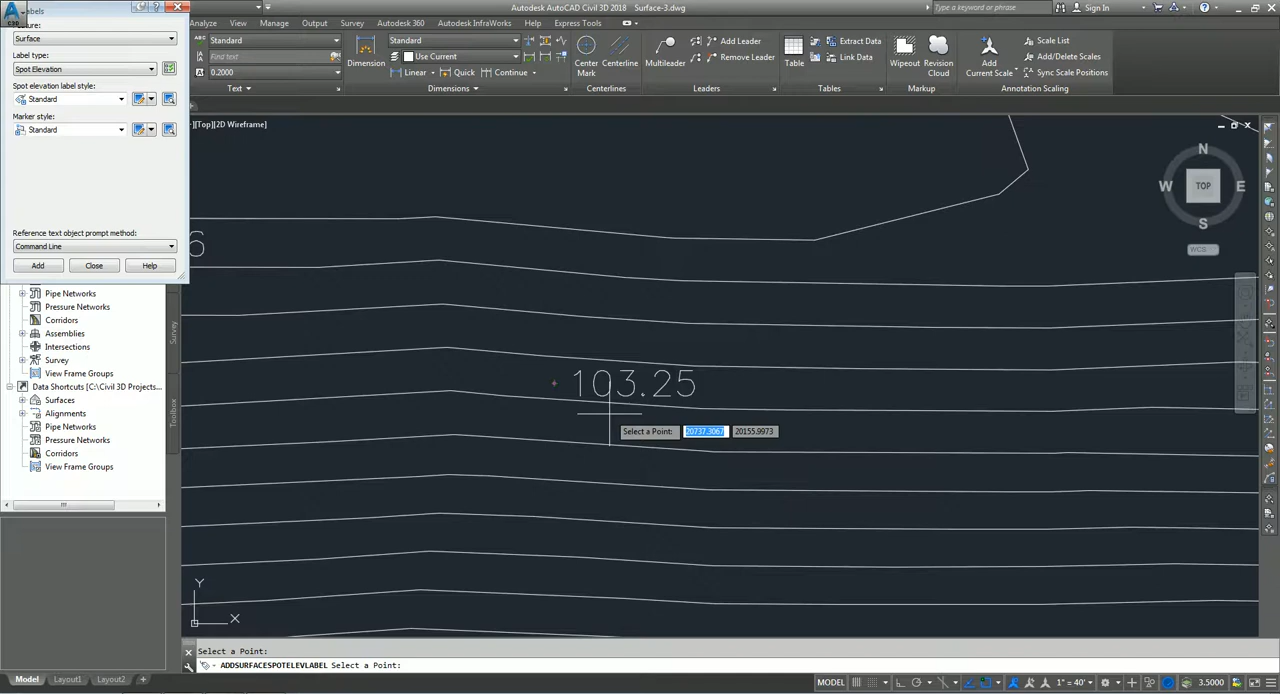 Labels
Autodesk AutoCAD Civil 3D 2018 Surface-3.dwg
Type a keyword or phrase
Sign In
Analyze View Manage Output Survey Autodesk 360 Autodesk InfraWorks Help Express Tools
Feature:
Surface
Label type:
Spot Elevation
Spot elevation label style:
Standard
Marker style:
Standard
Reference text object prompt method:
Command Line
Add Close Help
Standard
Find text
0.2000
Text
Standard
Use Current
Dimension
Linear Quick Continue
Dimensions
Center Mark
Centerline
Centerlines
Multileader
Add Leader
Remove Leader
Leaders
Table
Extract Data
Link Data
Tables
Wipeout
Revision Cloud
Markup
Add Current Scale
Scale List
Add/Delete Scales
Sync Scale Positions
Annotation Scaling
[Top][2D Wireframe]
N
W TOP E
S
WCS
6
103.25
Select a Point: 20737.3067 20155.9973
Pipe Networks
Pressure Networks
Corridors
Assemblies
Intersections
Survey
View Frame Groups
Data Shortcuts [C:\Civil 3D Projects...
Surfaces
Alignments
Pipe Networks
Pressure Networks
Corridors
View Frame Groups
Survey
Toolbox
Y
X
Select a Point:
ADDSURFACESPOTELEVLABEL Select a Point:
Model Layout1 Layout2 +
MODEL
1" = 40'
3.5000